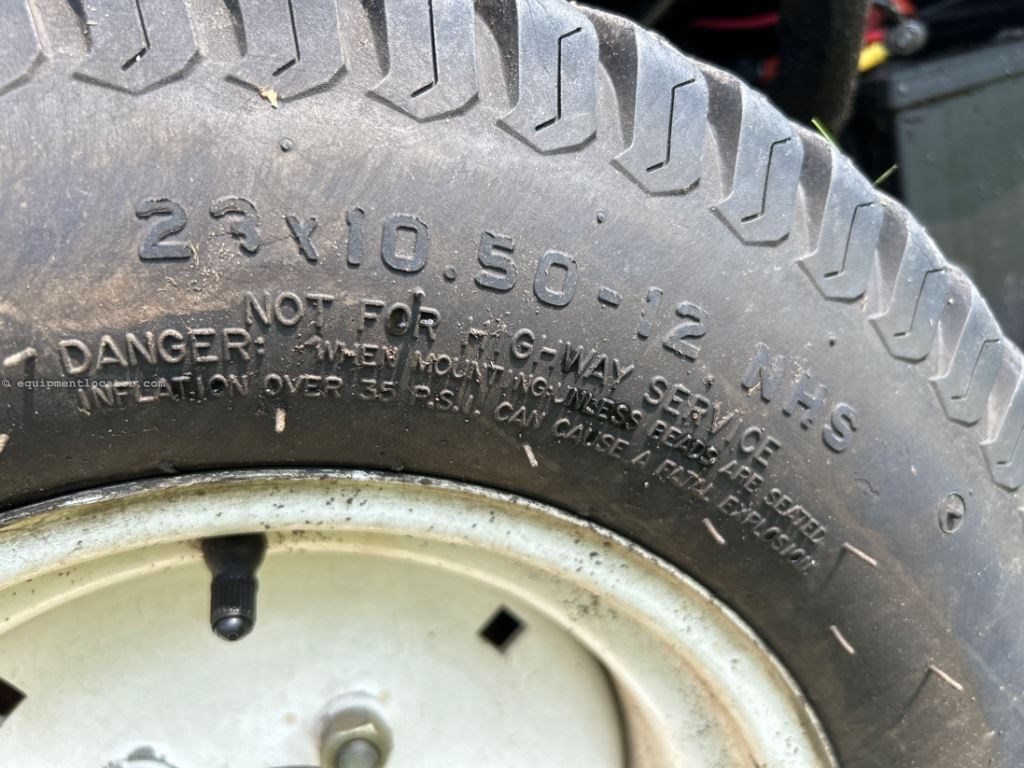 23x10.50-12 NHS
NOT FOR HIGHWAY SERVICE
DANGER: WHEN MOUNTING: UNLESS BEADS ARE SEATED,
INFLATION OVER 35 P.S.I. CAN CAUSE A FATAL EXPLOSION.
© equipmentlocator.com